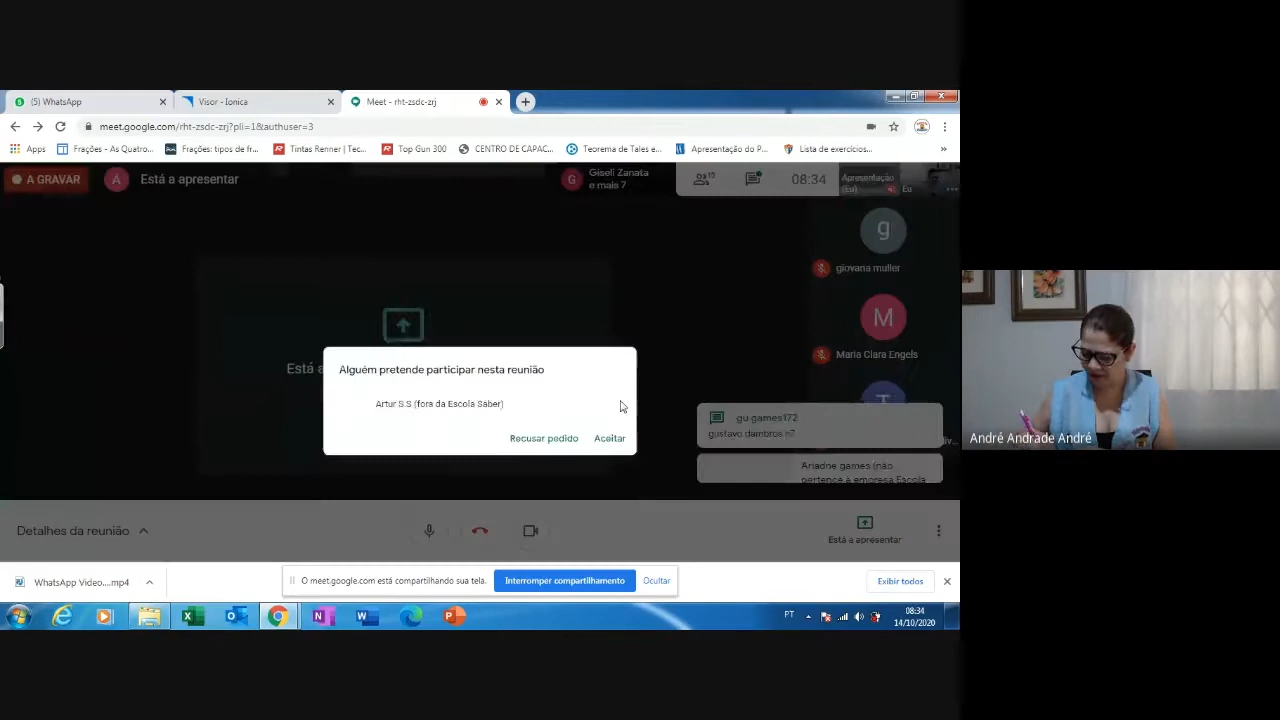 (5) WhatsApp
Visor - Ionica
Meet - rht-zsdc-zrj
meet.google.com/rht-zsdc-zrj?pli=1&authuser=3
Apps
Frações - As Quatro...
Frações: tipos de fr...
Tintas Renner | Tec...
Top Gun 300
CENTRO DE CAPAC...
Teorema de Tales e...
Apresentação do P...
Lista de exercícios...
A GRAVAR
A
Está a apresentar
G
Giseli Zanata
e mais 7
15
08:34
Apresentação
(Eu)
Eu
g
giovana muller
M
Maria Clara Engels
Está a
Alguém pretende participar nesta reunião
Artur S.S (fora da Escola Saber)
Recusar pedido
Aceitar
gu games172
gustavo dambros n7
Ariadne games (não
pertence à empresa Escola
André Andrade André
Detalhes da reunião
Está a apresentar
WhatsApp Video....mp4
O meet.google.com está compartilhando sua tela.
Interromper compartilhamento
Ocultar
Exibir todos
PT
08:34
14/10/2020